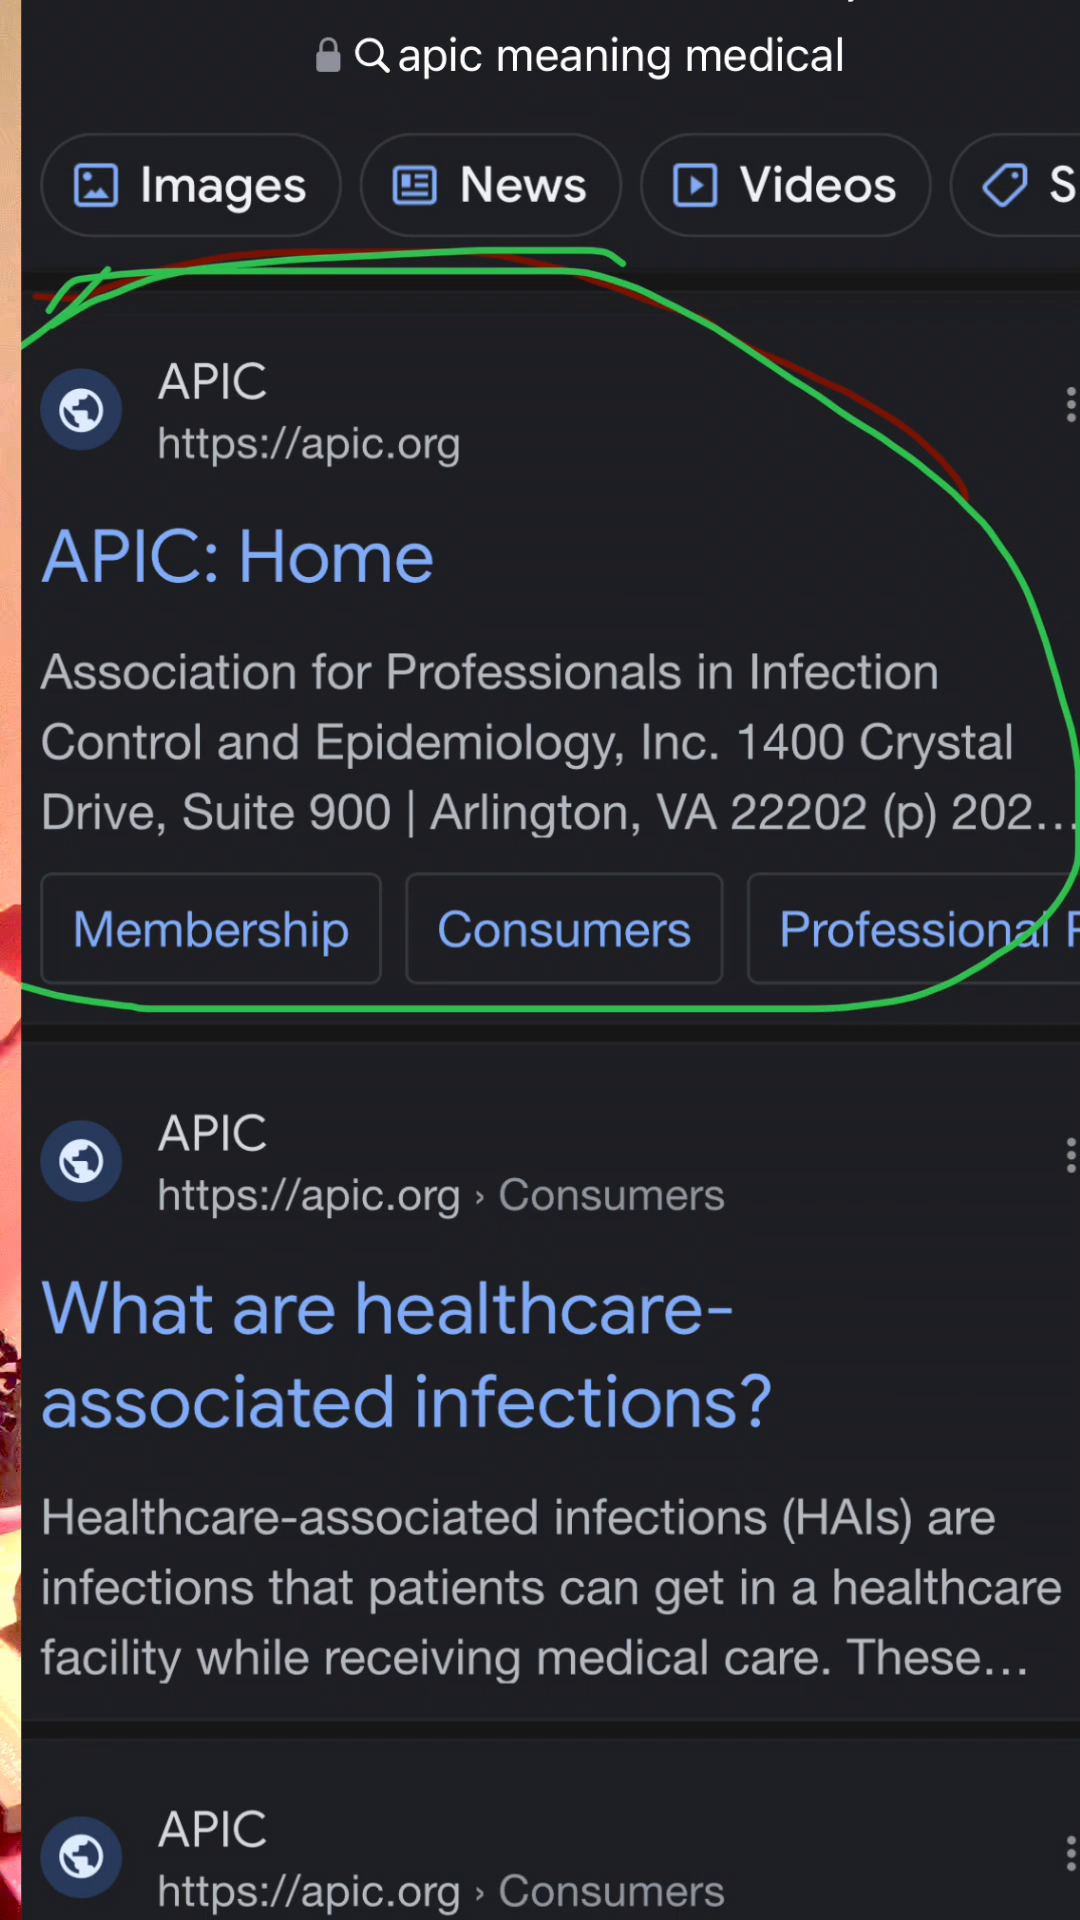 apic meaning medical
Images News Videos S
APIC
https://apic.org
APIC: Home
Association for Professionals in Infection
Control and Epidemiology, Inc. 1400 Crystal
Drive, Suite 900 | Arlington, VA 22202 (p) 202...
Membership Consumers Professional
APIC
https://apic.org › Consumers
What are healthcare-
associated infections?
Healthcare-associated infections (HAIs) are
infections that patients can get in a healthcare
facility while receiving medical care. These...
APIC
https://apic.org › Consumers